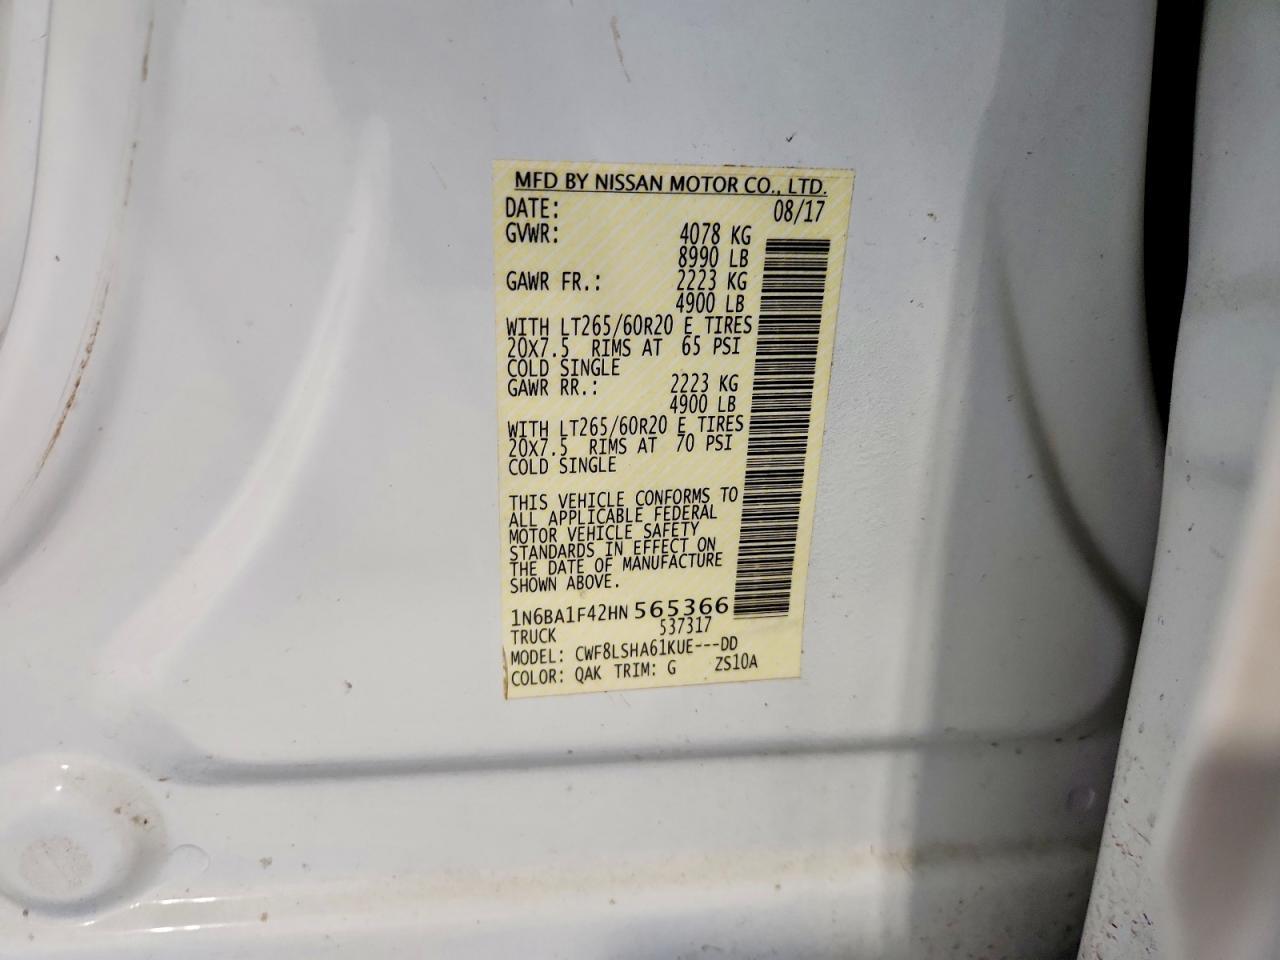 MFD BY NISSAN MOTOR CO., LTD.
DATE: 08/17
GVWR: 4078 KG
8990 LB
GAWR FR.: 2223 KG
4900 LB
WITH LT265/60R20 E TIRES
20X7.5 RIMS AT 65 PSI
COLD SINGLE
GAWR RR.: 2223 KG
4900 LB
WITH LT265/60R20 E TIRES
20X7.5 RIMS AT 70 PSI
COLD SINGLE
THIS VEHICLE CONFORMS TO
ALL APPLICABLE FEDERAL
MOTOR VEHICLE SAFETY
STANDARDS IN EFFECT ON
THE DATE OF MANUFACTURE
SHOWN ABOVE.
1N6BA1F42HN 565366
TRUCK 537317
MODEL: CWF8LSHA61KUE---DD
COLOR: QAK TRIM: G ZS10A